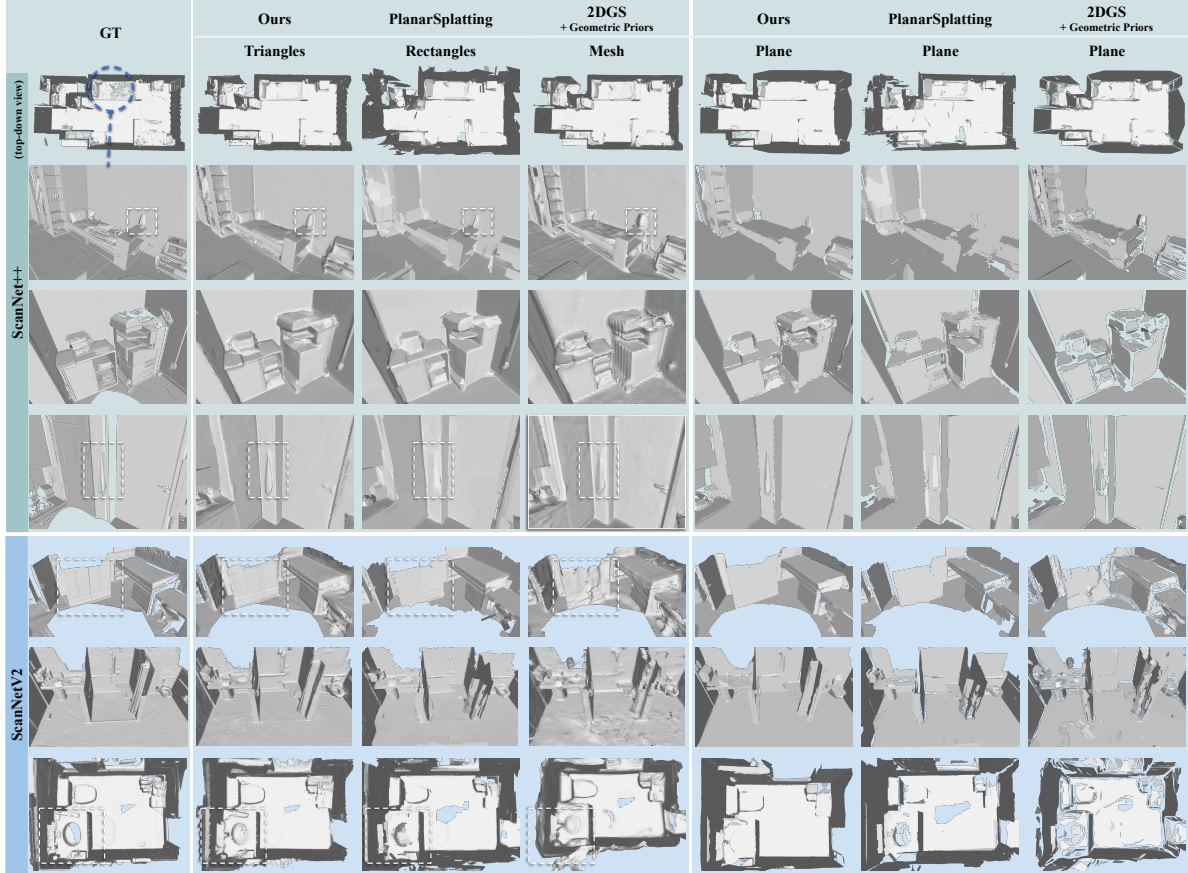 GT
Ours
PlanarSplatting
2DGS
+ Geometric Priors
Ours
PlanarSplatting
2DGS
+ Geometric Priors
Triangles
Rectangles
Mesh
Plane
Plane
Plane
(top-down view)
ScanNet++
ScanNetV2